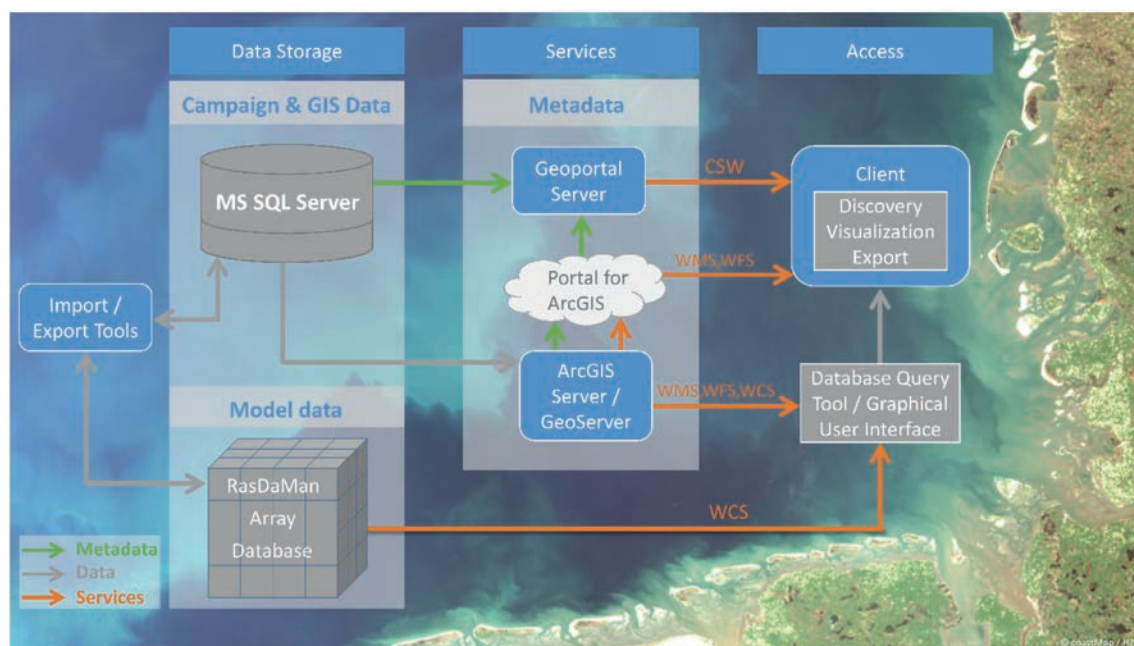 Data Storage
Services
Access
Campaign & GIS Data
Metadata
MS SQL Server
Geoportal
Server
CSW
Client
Discovery
Visualization
Export
Portal for
ArcGIS
WMS,WFS
Import /
Export Tools
ArcGIS
Server /
GeoServer
WMS,WFS,WCS
Database Query
Tool / Graphical
User Interface
Model data
RasDaMan
Array
Database
WCS
Metadata
Data
Services
© coastMap / HZG